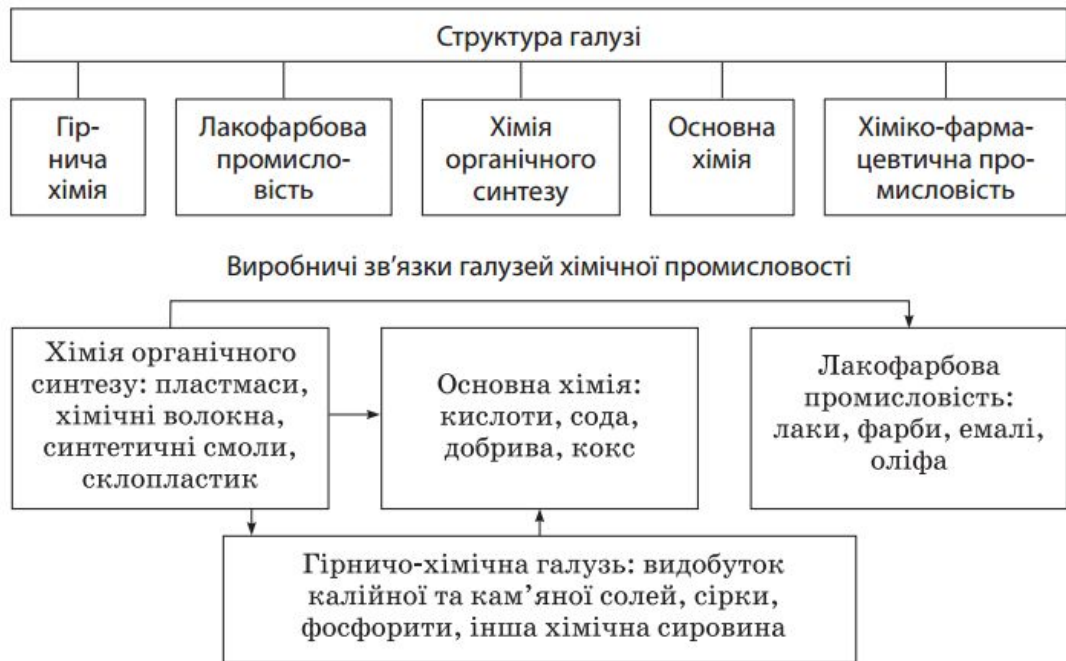 Структура галузі
Гір-
нича
хімія
Лакофарбова
промисло-
вість
Хімія
органічного
синтезу
Основна
хімія
Хіміко-фарма-
цевтична про-
мисловість
Виробничі зв'язки галузей хімічної промисловості
Хімія органічного
синтезу: пластмаси,
хімічні волокна,
синтетичні смоли,
склопластик
Основна хімія:
кислоти, сода,
добрива, кокс
Лакофарбова
промисловість:
лаки, фарби, емалі,
оліфа
Гірничо-хімічна галузь: видобуток
калійної та кам’яної солей, сірки,
фосфорити, інша хімічна сировина